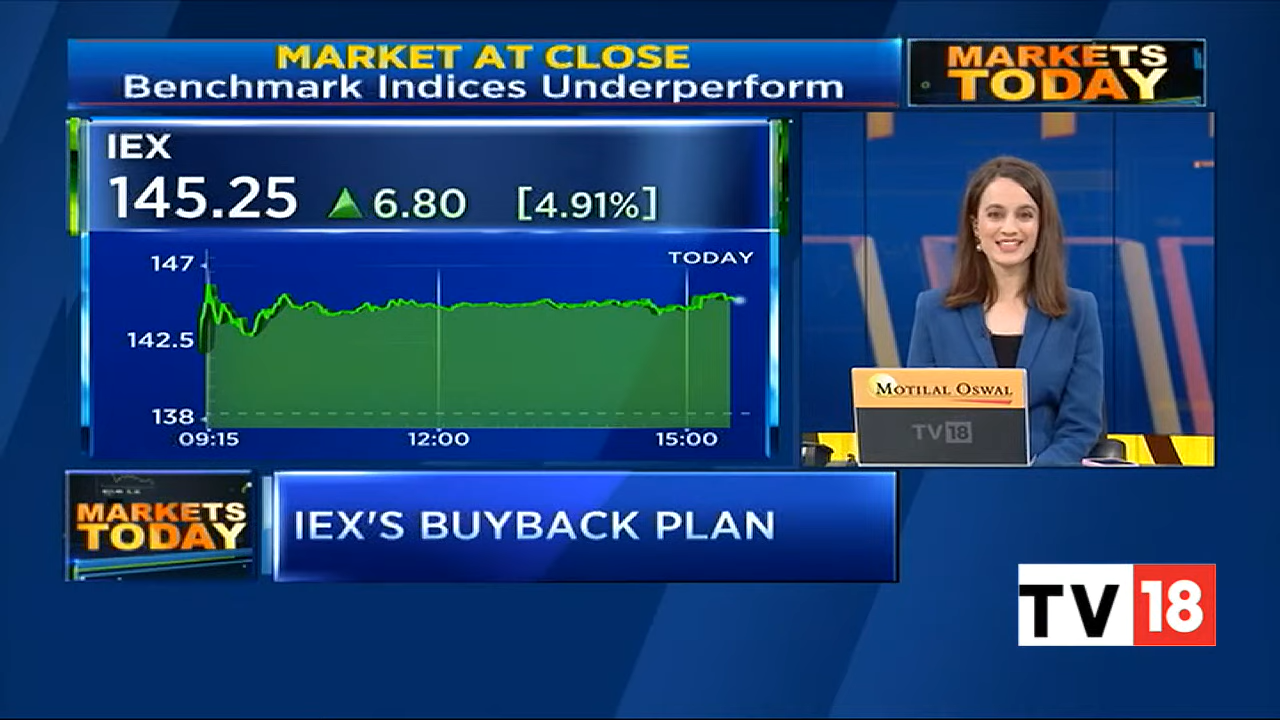 MARKET AT CLOSE
Benchmark Indices Underperform
MARKETS
TODAY
IEX
145.25 ▲ 6.80 [4.91%]
TODAY
147
142.5
138
09:15 12:00 15:00
MOTILAL OSWAL
TV18
MARKETS
TODAY
IEX'S BUYBACK PLAN
TV18